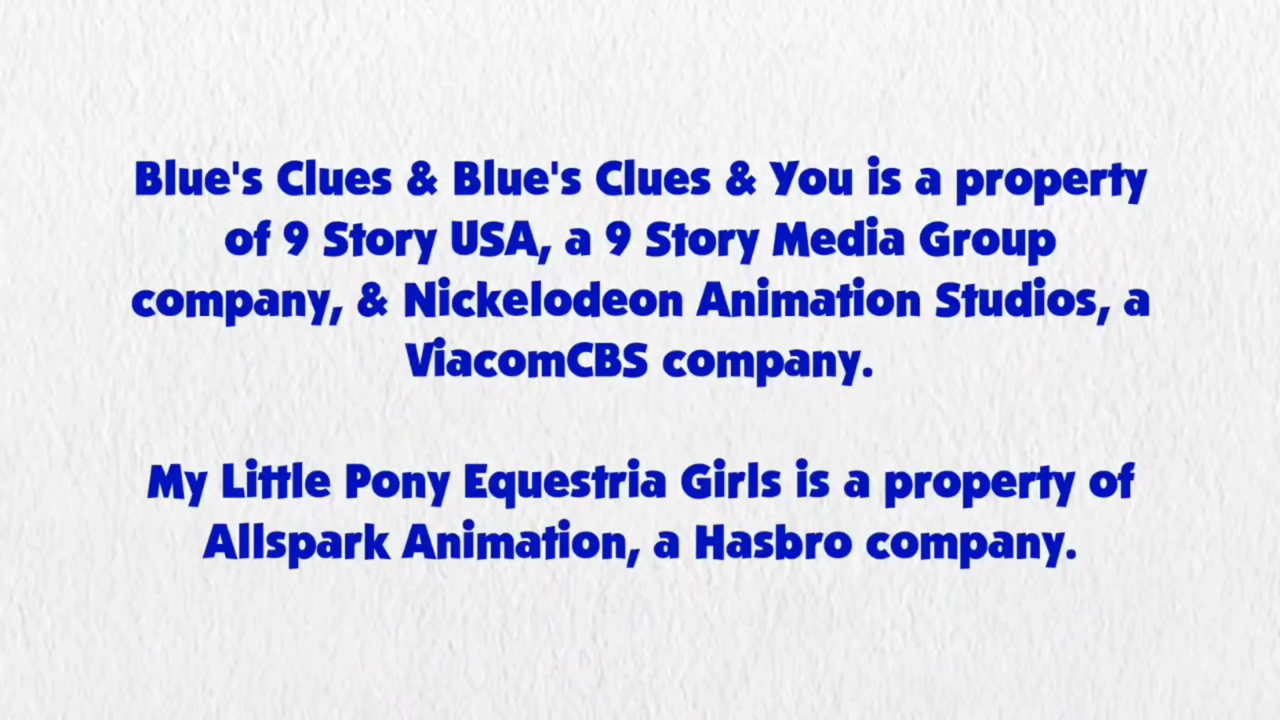 Blue's Clues & Blue's Clues & You is a property
of 9 Story USA, a 9 Story Media Group
company, & Nickelodeon Animation Studios, a
ViacomCBS company.
My Little Pony Equestria Girls is a property of
Allspark Animation, a Hasbro company.